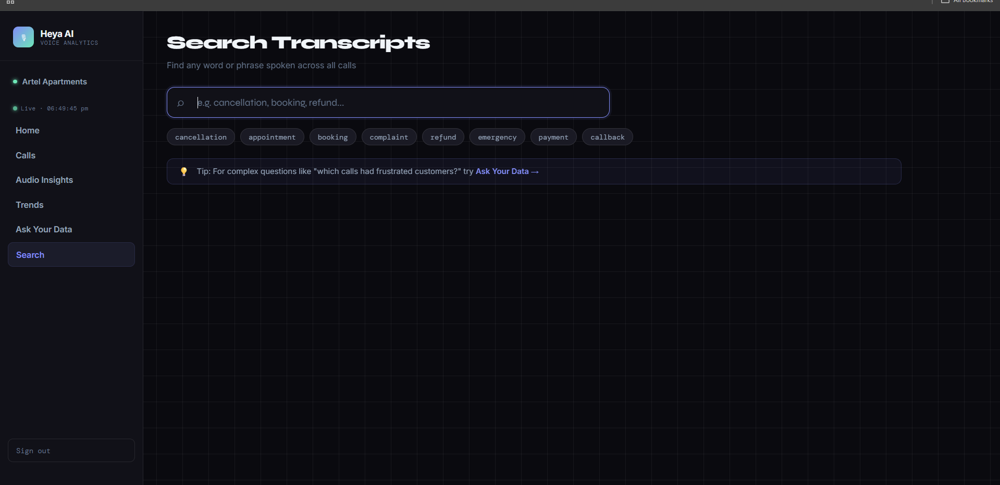 All Bookmarks
Heya AI
VOICE ANALYTICS
Artel Apartments
Live · 06:49:45 pm
Home
Calls
Audio Insights
Trends
Ask Your Data
Search
Sign out
Search Transcripts
Find any word or phrase spoken across all calls
e.g. cancellation, booking, refund...
cancellation appointment booking complaint refund emergency payment callback
Tip: For complex questions like "which calls had frustrated customers?" try Ask Your Data →